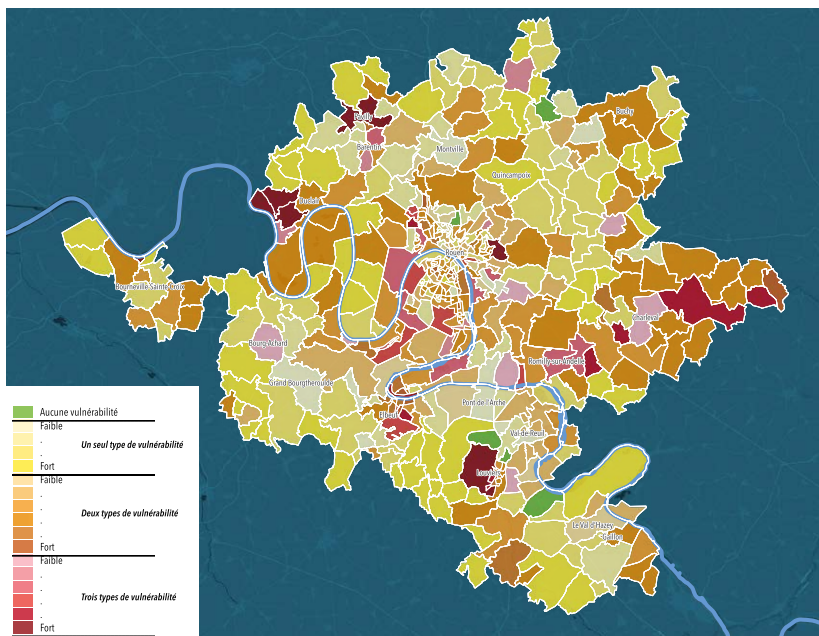 Buchy
Pavilly
Barentin
Montville
Quincampoix
Duclair
Rouen
Bourneville-Sainte-Croix
Charleval
Bourg-Achard
Romilly-sur-Andelle
Grand Bourgtheroulde
Pont de l'Arche
Elbeuf
Val de Reuil
Louviers
Le Val d'Hazey
Gaillon
Aucune vulnérabilité
Faible
.
Un seul type de vulnérabilité
.
Fort
Faible
.
.
Deux types de vulnérabilité
.
.
Fort
Faible
.
.
Trois types de vulnérabilité
.
.
Fort